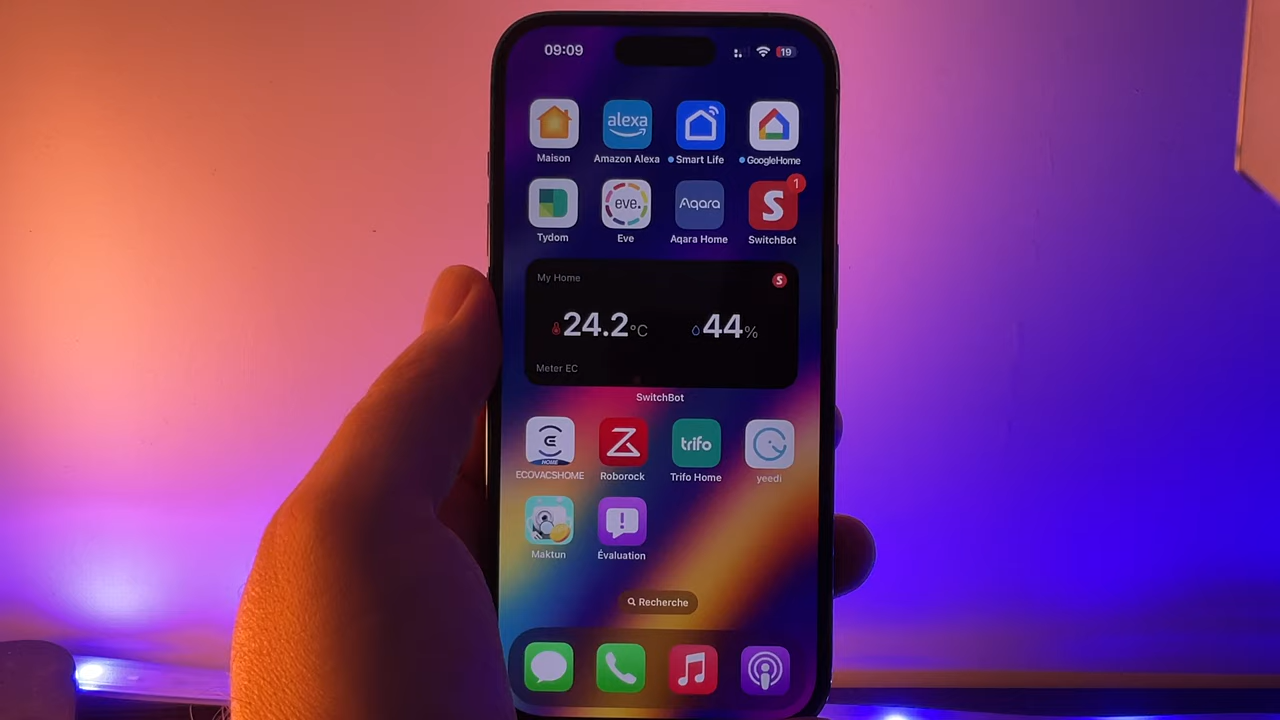 09:09 19
alexa
Maison Amazon Alexa Smart Life GoogleHome
eve. Aqara S 1
Tydom Eve Aqara Home SwitchBot
My Home S
24.2°C 44%
Meter EC
SwitchBot
HOME trifo
ECOVACSHOME Roborock Trifo Home yeedi
Maktun Évaluation
Recherche